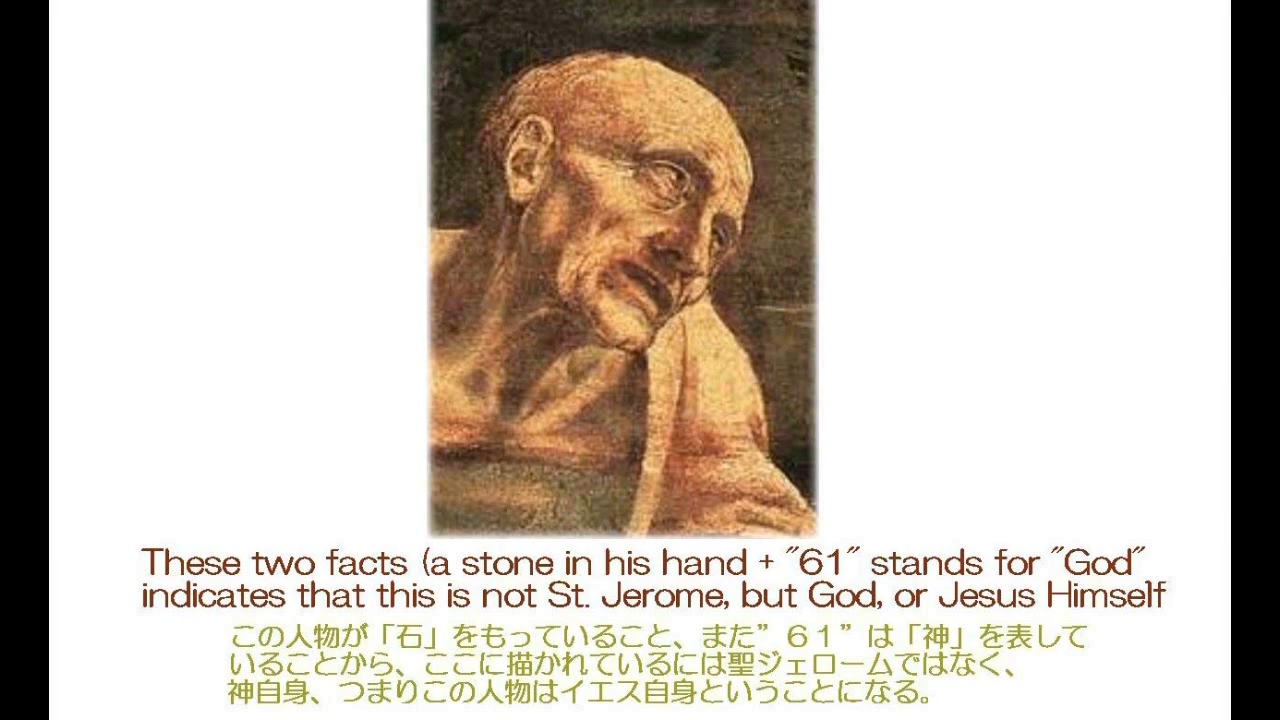 These two facts (a stone in his hand + "61" stands for "God"
indicates that this is not St. Jerome, but God, or Jesus Himself
この人物が「石」をもっていること、また”６１”は「神」を表して
いることから、ここに描かれているには聖ジェロームではなく、
神自身、つまりこの人物はイエス自身ということになる。